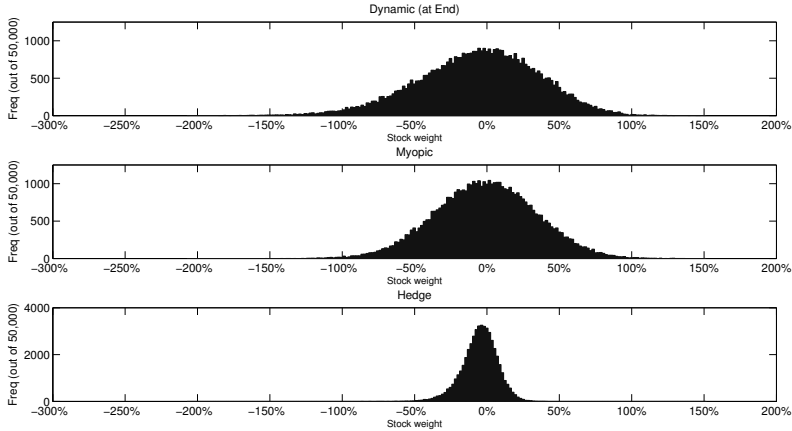 Dynamic (at End)
Freq (out of 50,000)
1000
500
0
−300% −250% −200% −150% −100% −50% 0% 50% 100% 150% 200%
Stock weight
Myopic
Freq (out of 50,000)
1000
500
0
−300% −250% −200% −150% −100% −50% 0% 50% 100% 150% 200%
Stock weight
Hedge
Freq (out of 50,000)
4000
2000
0
−300% −250% −200% −150% −100% −50% 0% 50% 100% 150% 200%
Stock weight